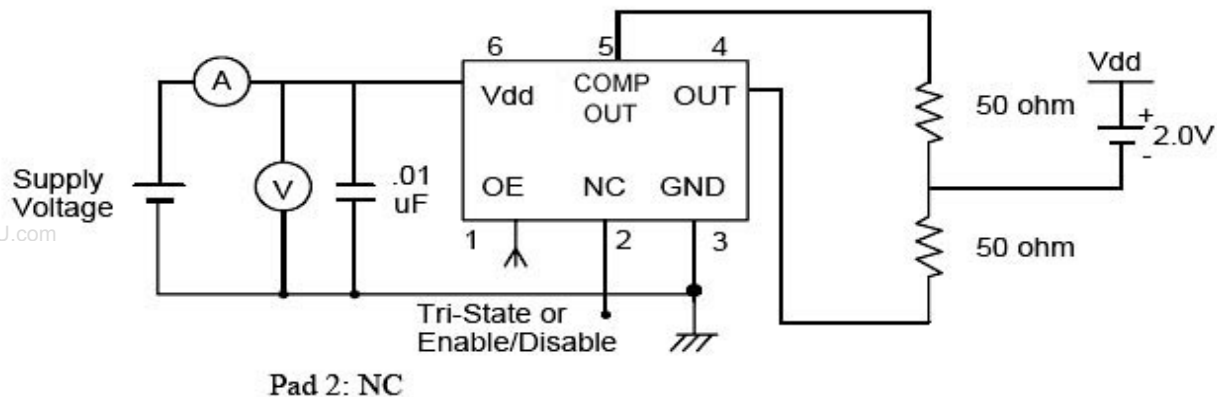 6
5
4
Vdd
COMP
OUT
OUT
A
V
Supply
Voltage
.01
uF
OE
NC
GND
1
2
3
Tri-State or
Enable/Disable
50 ohm
50 ohm
Vdd
+
2.0V
-
Pad 2: NC